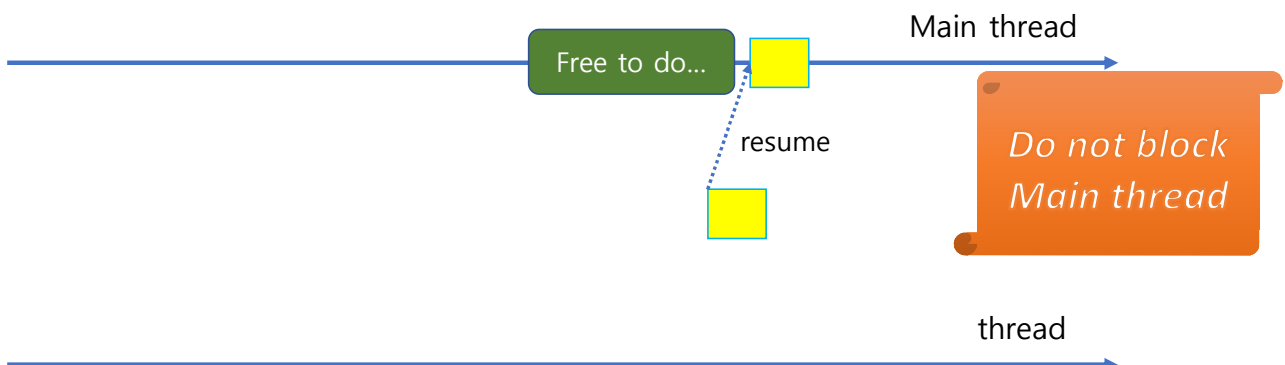 Main thread
Free to do...
resume
Do not block
Main thread
thread